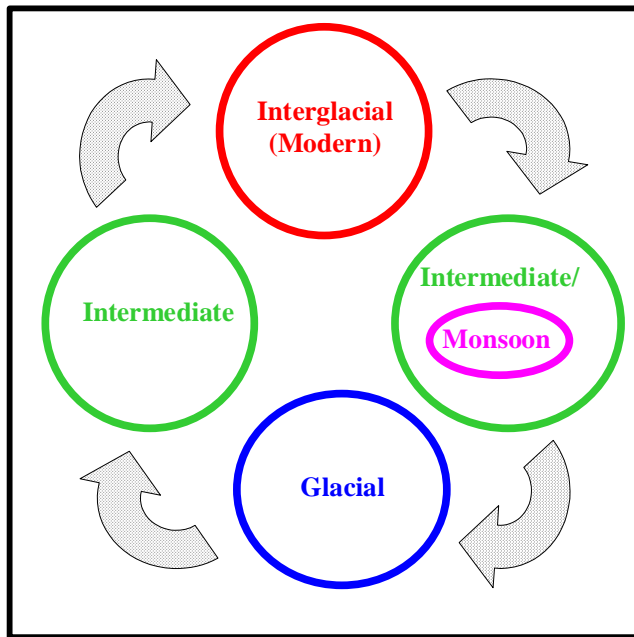 Interglacial
(Modern)
Intermediate
Intermediate/
Monsoon
Glacial